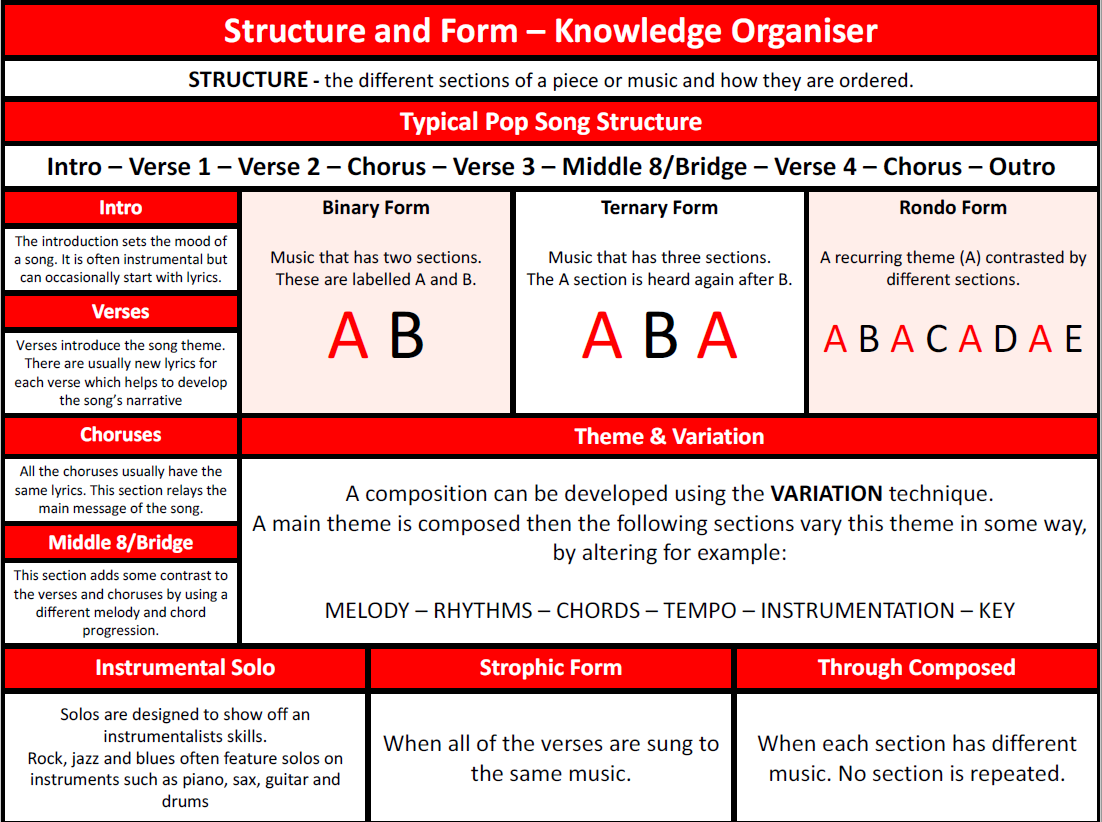 Structure and Form – Knowledge Organiser
STRUCTURE - the different sections of a piece or music and how they are ordered.
Typical Pop Song Structure
Intro – Verse 1 – Verse 2 – Chorus – Verse 3 – Middle 8/Bridge – Verse 4 – Chorus – Outro
Intro
The introduction sets the mood of
a song. It is often instrumental but
can occasionally start with lyrics.
Verses
Verses introduce the song theme.
There are usually new lyrics for
each verse which helps to develop
the song’s narrative
Choruses
All the choruses usually have the
same lyrics. This section relays the
main message of the song.
Middle 8/Bridge
This section adds some contrast to
the verses and choruses by using a
different melody and chord
progression.
Binary Form
Music that has two sections.
These are labelled A and B.
A B
Ternary Form
Music that has three sections.
The A section is heard again after B.
A B A
Rondo Form
A recurring theme (A) contrasted by
different sections.
A B A C A D A E
Theme & Variation
A composition can be developed using the VARIATION technique.
A main theme is composed then the following sections vary this theme in some way,
by altering for example:
MELODY – RHYTHMS – CHORDS – TEMPO – INSTRUMENTATION – KEY
Instrumental Solo
Solos are designed to show off an
instrumentalists skills.
Rock, jazz and blues often feature solos on
instruments such as piano, sax, guitar and
drums
Strophic Form
When all of the verses are sung to
the same music.
Through Composed
When each section has different
music. No section is repeated.